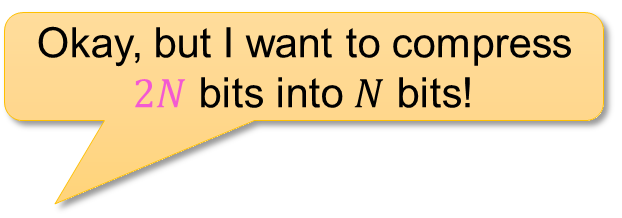 Okay, but I want to compress
2N bits into N bits!